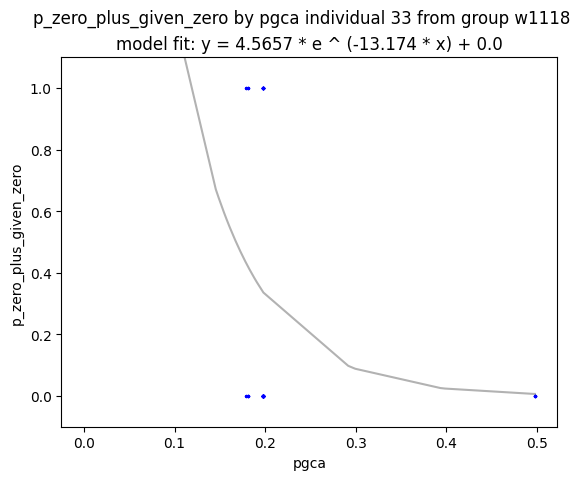 p_zero_plus_given_zero by pgca individual 33 from group w1118
model fit: y = 4.5657 * e ^ (-13.174 * x) + 0.0
1.0
0.8
0.6
0.4
0.2
0.0
p_zero_plus_given_zero
0.0 0.1 0.2 0.3 0.4 0.5
pgca